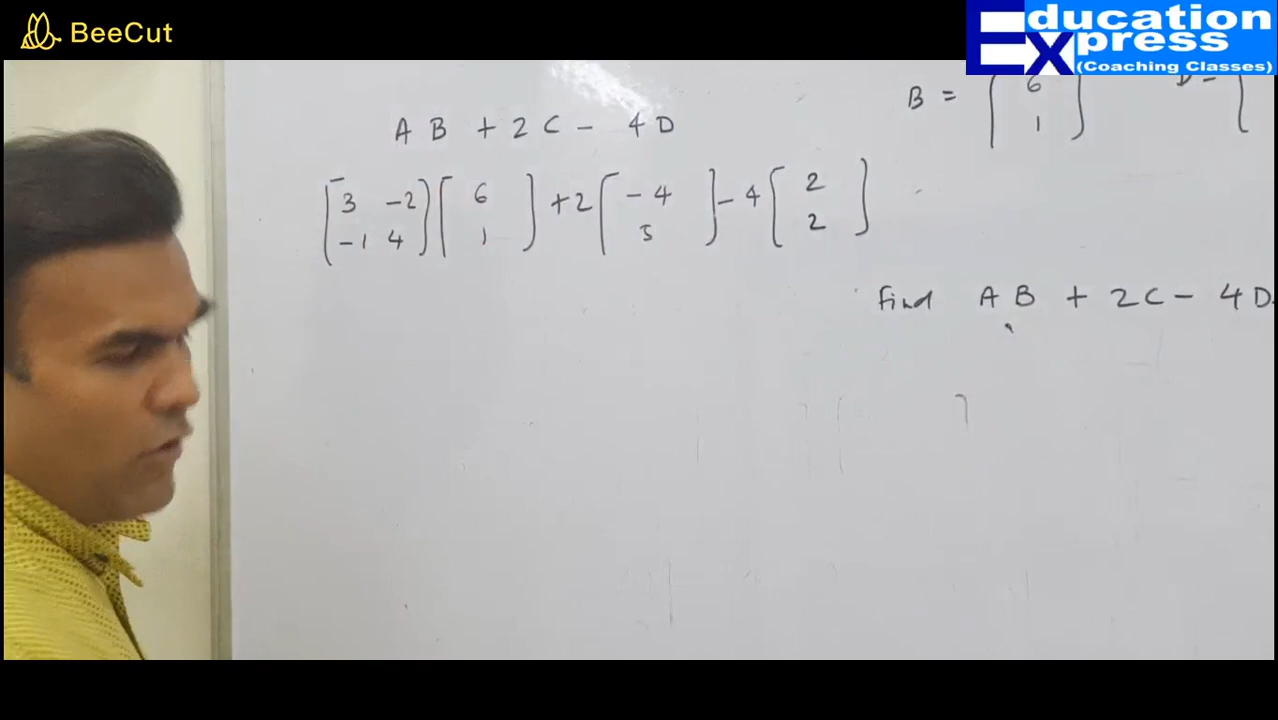 BeeCut
Education
Express
(Coaching Classes)
B = [ 6
1 ]
D = [
AB + 2C - 4D
[ 3 -2 ] [ 6 ] +2 [ -4 ] -4 [ 2 ]
[ -1 4 ] [ 1 ] [ 5 ] [ 2 ]
Find AB + 2C - 4D.